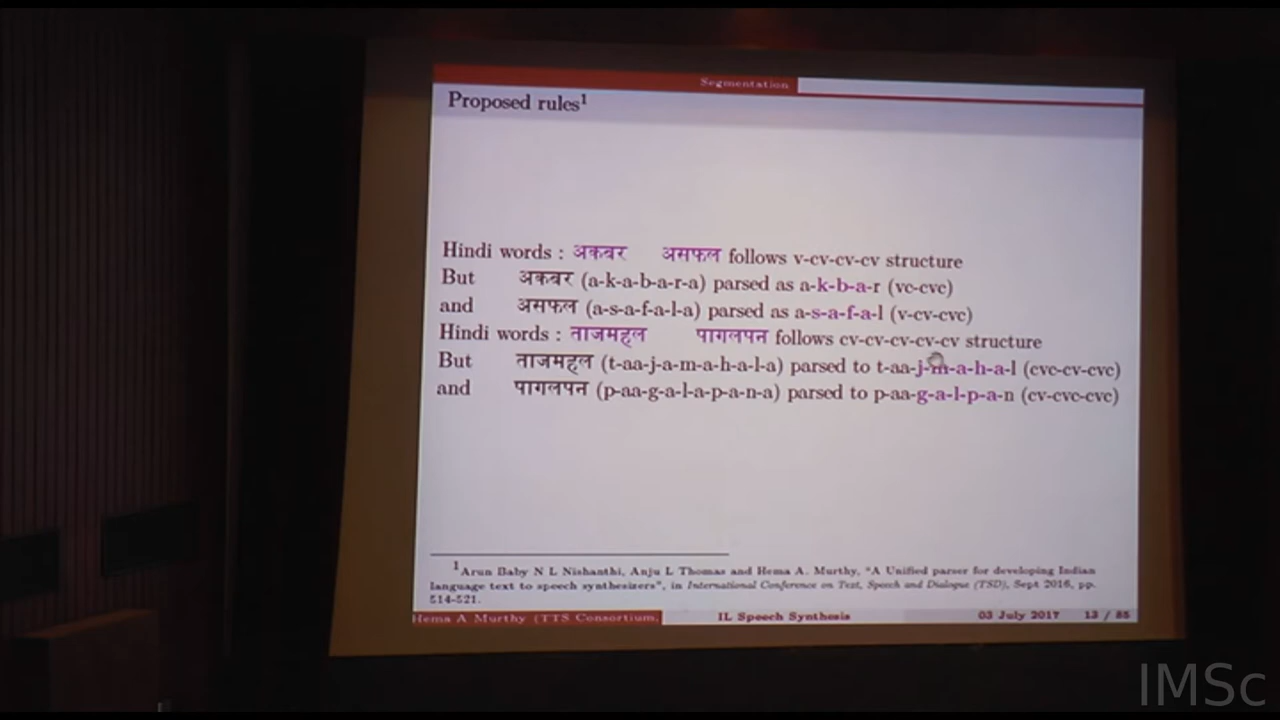 Segmentation
Proposed rules¹
Hindi words : अकबर असफल follows v-cv-cv-cv structure
But अकबर (a-k-a-b-a-r-a) parsed as a-k-b-a-r (vc-cvc)
and असफल (a-s-a-f-a-l-a) parsed as a-s-a-f-a-l (v-cv-cvc)
Hindi words : ताजमहल पागलपन follows cv-cv-cv-cv-cv structure
But ताजमहल (t-aa-j-a-m-a-h-a-l-a) parsed to t-aa-j-m-a-h-a-l (cvc-cv-cvc)
and पागलपन (p-aa-g-a-l-a-p-a-n-a) parsed to p-aa-g-a-l-p-a-n (cv-cvc-cvc)
¹Arun Baby N L Nishanthi, Anju L Thomas and Hema A. Murthy, “A Unified parser for developing Indian
language text to speech synthesizers”, in International Conference on Text, Speech and Dialogue (TSD), Sept 2016, pp.
514-521.
Hema A Murthy (TTS Consortium, IL Speech Synthesis 03 July 2017 13 / 85
IMSc